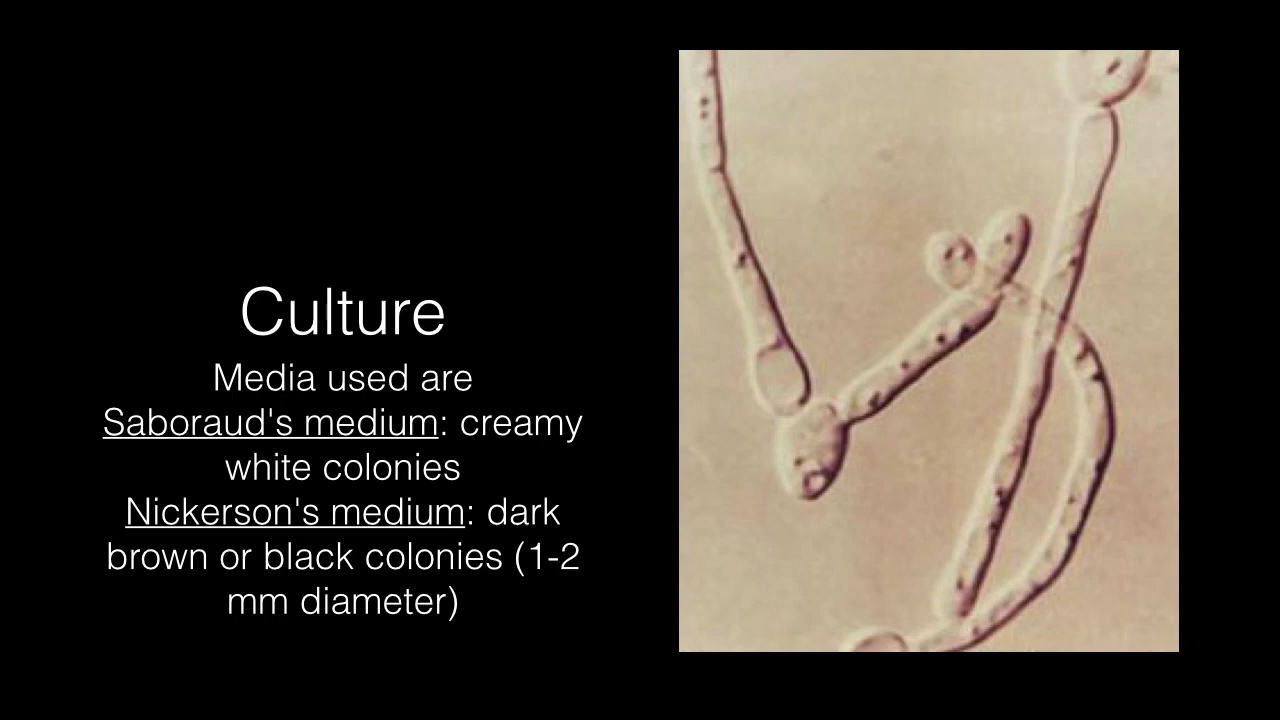 Culture
Media used are
Saboraud's medium: creamy
white colonies
Nickerson's medium: dark
brown or black colonies (1-2
mm diameter)